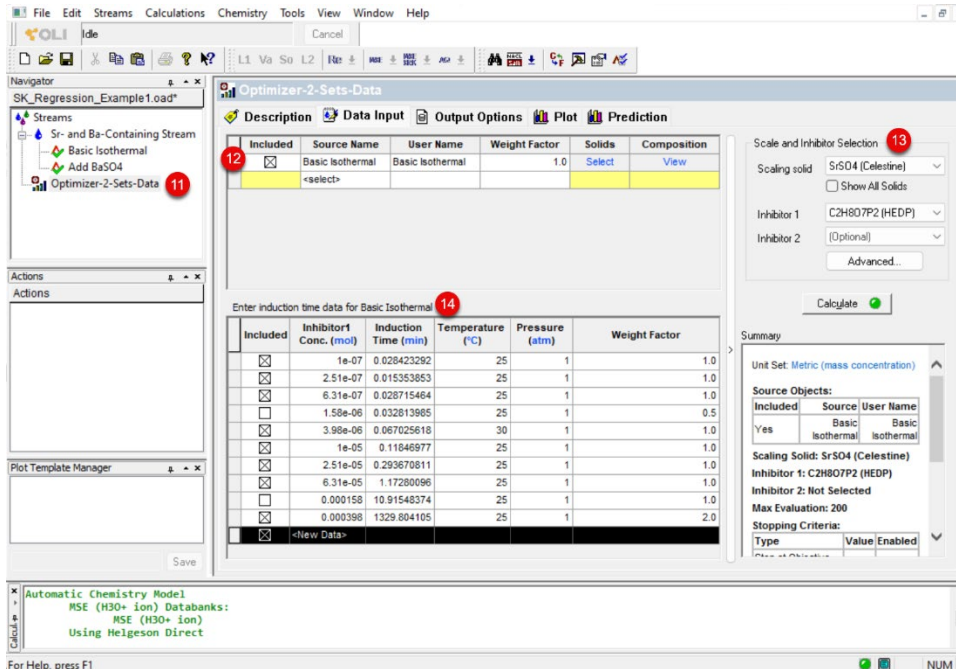 File Edit Streams Calculations Chemistry Tools View Window Help
OLI Idle Cancel
L1 Va So L2
Navigator
SK_Regression_Example1.oad*
Streams
Sr- and Ba-Containing Stream
Basic Isothermal
Add BaSO4
Optimizer-2-Sets-Data 11
Actions
Actions
Plot Template Manager
Save
Optimizer-2-Sets-Data
Description Data Input Output Options Plot Prediction
12
Included Source Name User Name Weight Factor Solids Composition
Basic Isothermal Basic Isothermal 1.0 Select View
<select>
Enter induction time data for Basic Isothermal 14
Included Inhibitor1 Conc. (mol) Induction Time (min) Temperature (°C) Pressure (atm) Weight Factor
1e-07 0.028423292 25 1 1.0
2.51e-07 0.015353853 25 1 1.0
6.31e-07 0.028715464 25 1 1.0
1.58e-06 0.032813985 25 1 0.5
3.98e-06 0.067025618 30 1 1.0
1e-05 0.11846977 25 1 1.0
2.51e-05 0.293670811 25 1 1.0
6.31e-05 1.17280096 25 1 1.0
0.000158 10.91548374 25 1 1.0
0.000398 1329.804105 25 1 2.0
<New Data>
Scale and Inhibitor Selection 13
Scaling solid SrSO4 (Celestine)
Show All Solids
Inhibitor 1 C2H8O7P2 (HEDP)
Inhibitor 2 (Optional)
Advanced...
Calculate
Summary
Unit Set: Metric (mass concentration)
Source Objects:
Included Source User Name
Yes Basic Isothermal Basic Isothermal
Scaling Solid: SrSO4 (Celestine)
Inhibitor 1: C2H8O7P2 (HEDP)
Inhibitor 2: Not Selected
Max Evaluation: 200
Stopping Criteria:
Type Value Enabled
Automatic Chemistry Model
MSE (H3O+ ion) Databanks:
MSE (H3O+ ion)
Using Helgeson Direct
For Help, press F1 NUM